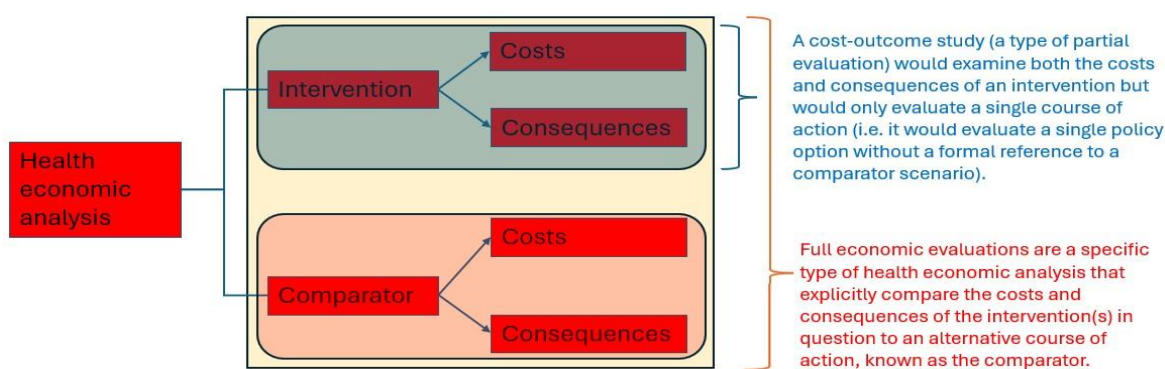 Health
economic
analysis
Intervention
Costs
Consequences
Comparator
Costs
Consequences
A cost-outcome study (a type of partial
evaluation) would examine both the costs
and consequences of an intervention but
would only evaluate a single course of
action (i.e. it would evaluate a single policy
option without a formal reference to a
comparator scenario).
Full economic evaluations are a specific
type of health economic analysis that
explicitly compare the costs and
consequences of the intervention(s) in
question to an alternative course of
action, known as the comparator.